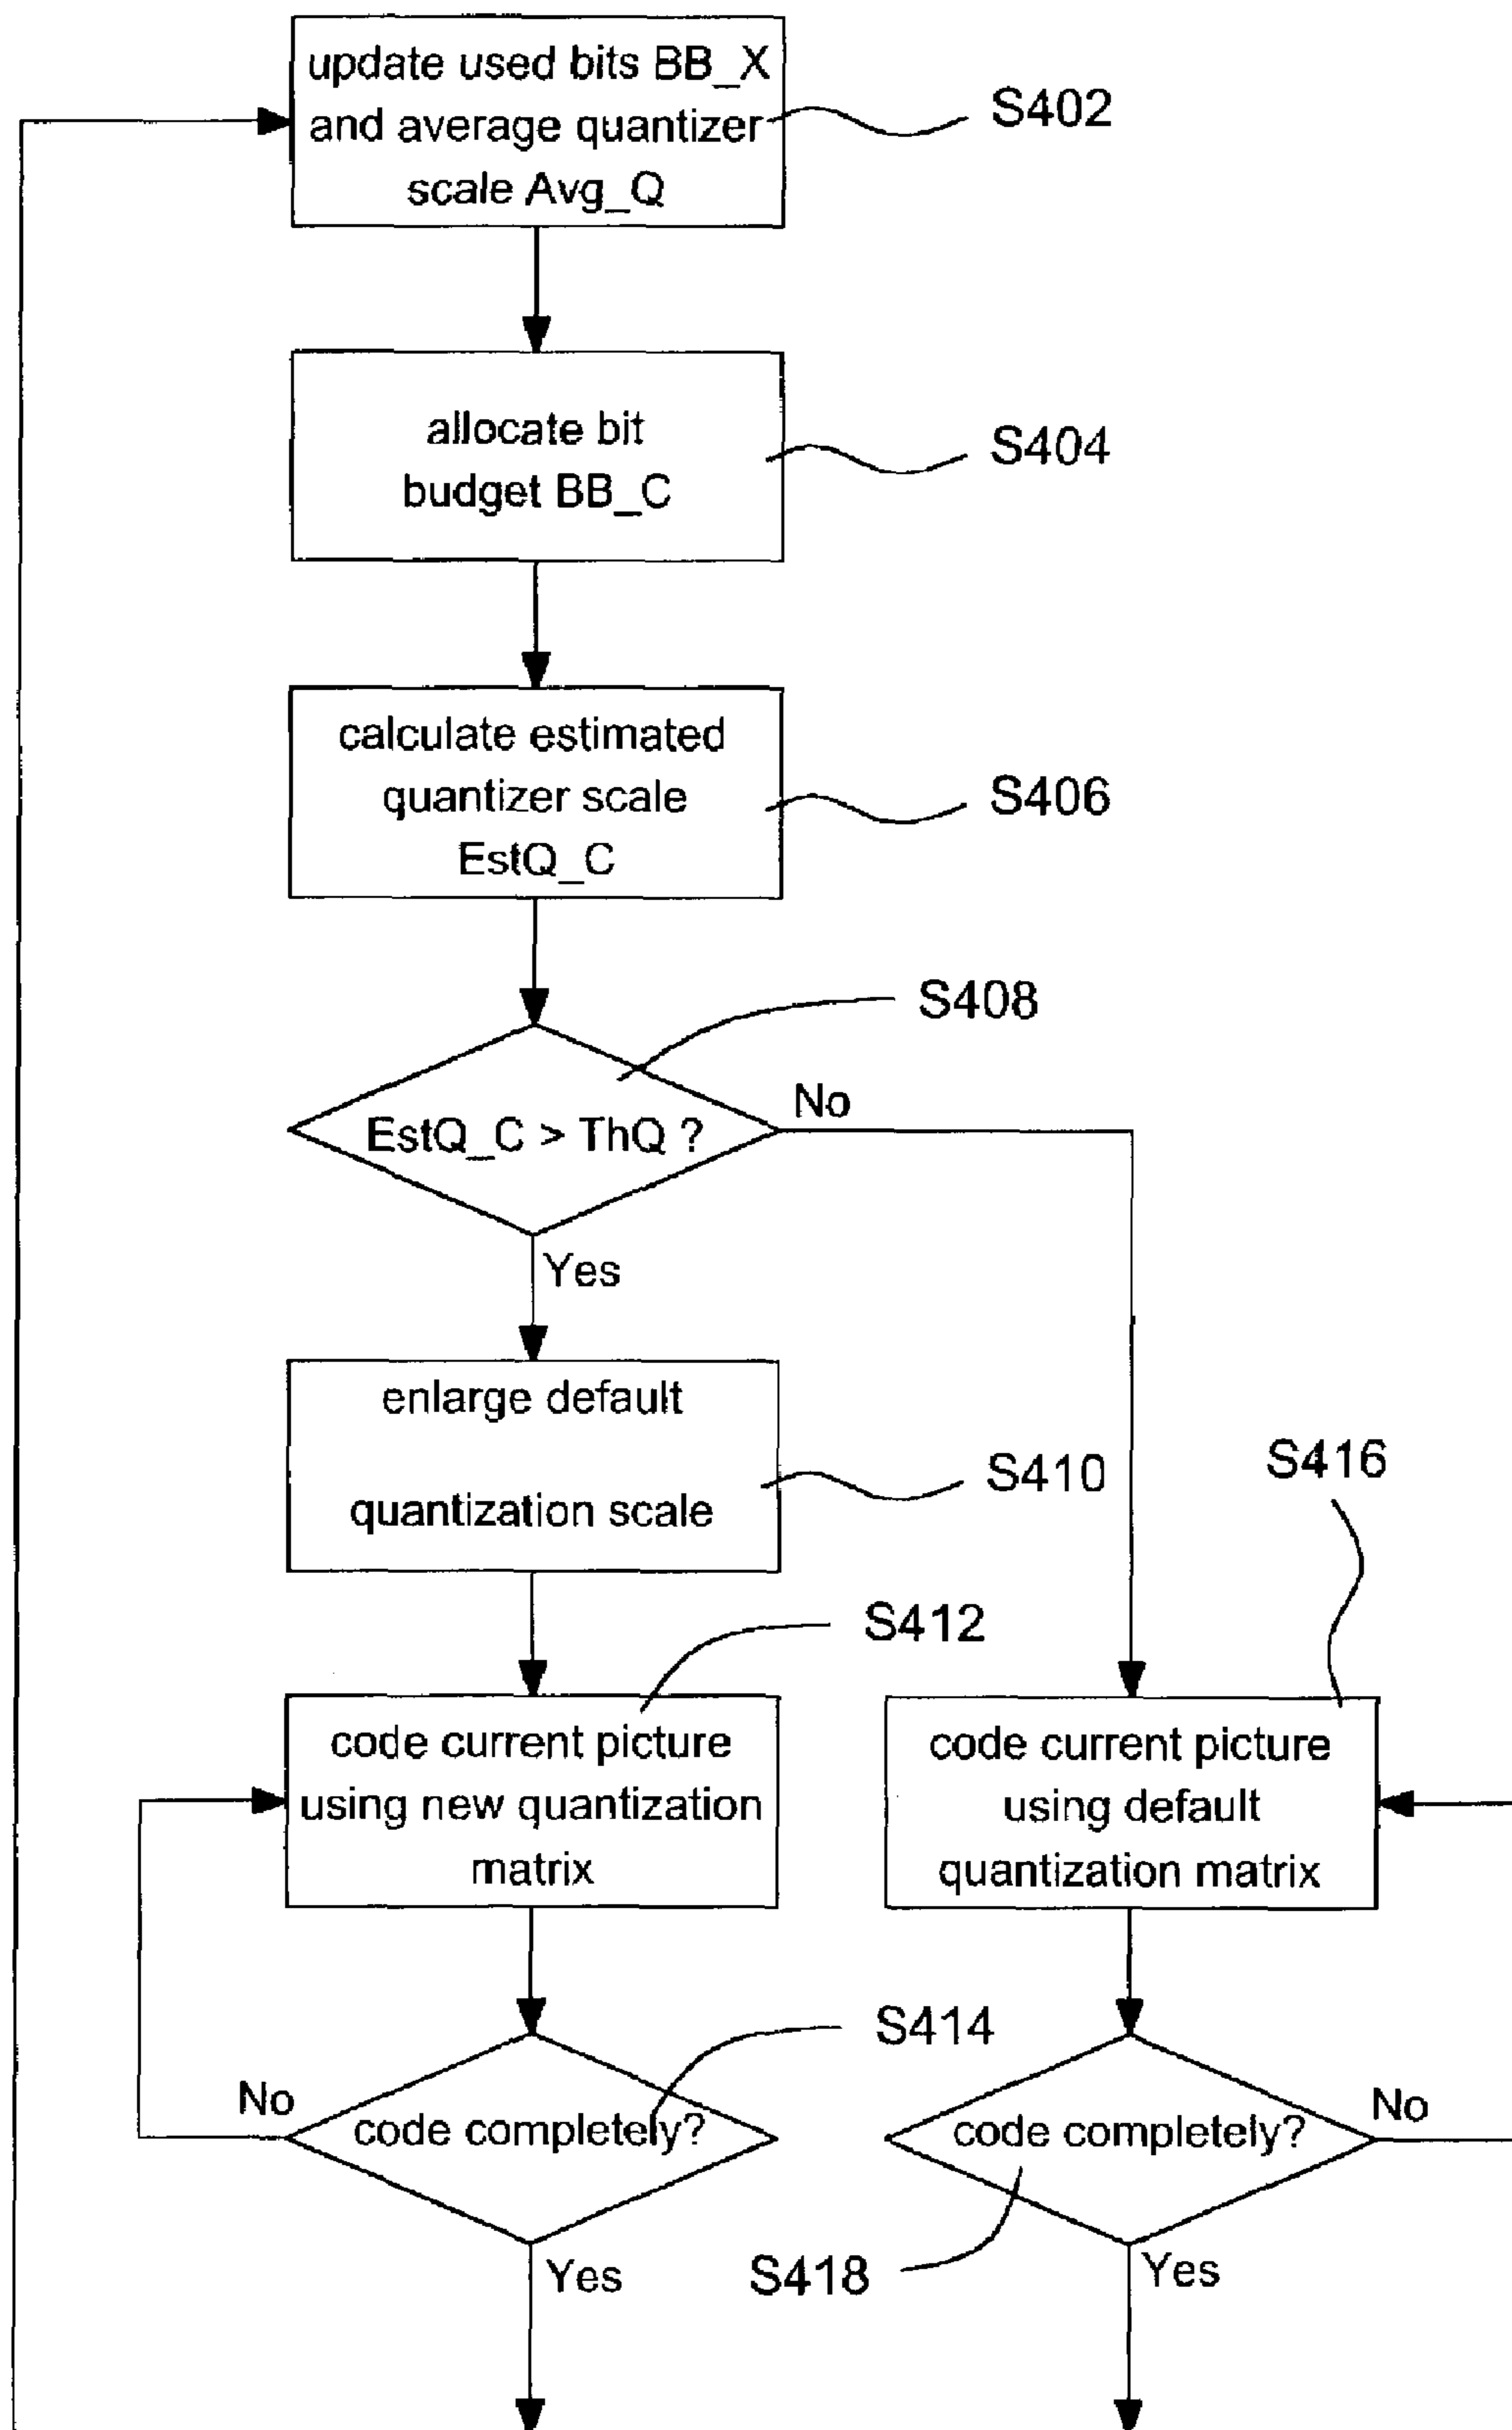 update used bits BB_X
and average quantizer
scale Avg_Q
S402
allocate bit
budget BB_C
S404
calculate estimated
quantizer scale
EstQ_C
S406
S408
EstQ_C > ThQ ?
No
Yes
enlarge default
quantization scale
S410
S416
S412
code current picture
using new quantization
matrix
code current picture
using default
quantization matrix
S414
No
code completely?
code completely?
No
Yes
S418
Yes